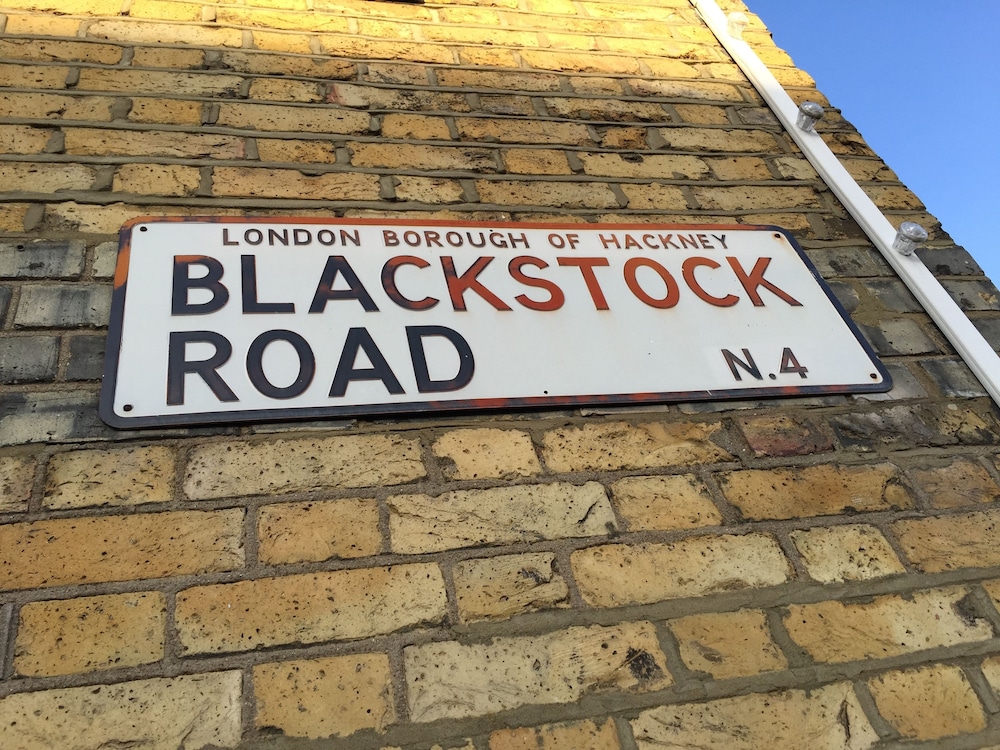 LONDON BOROUGH OF HACKNEY
BLACKSTOCK
ROAD N.4